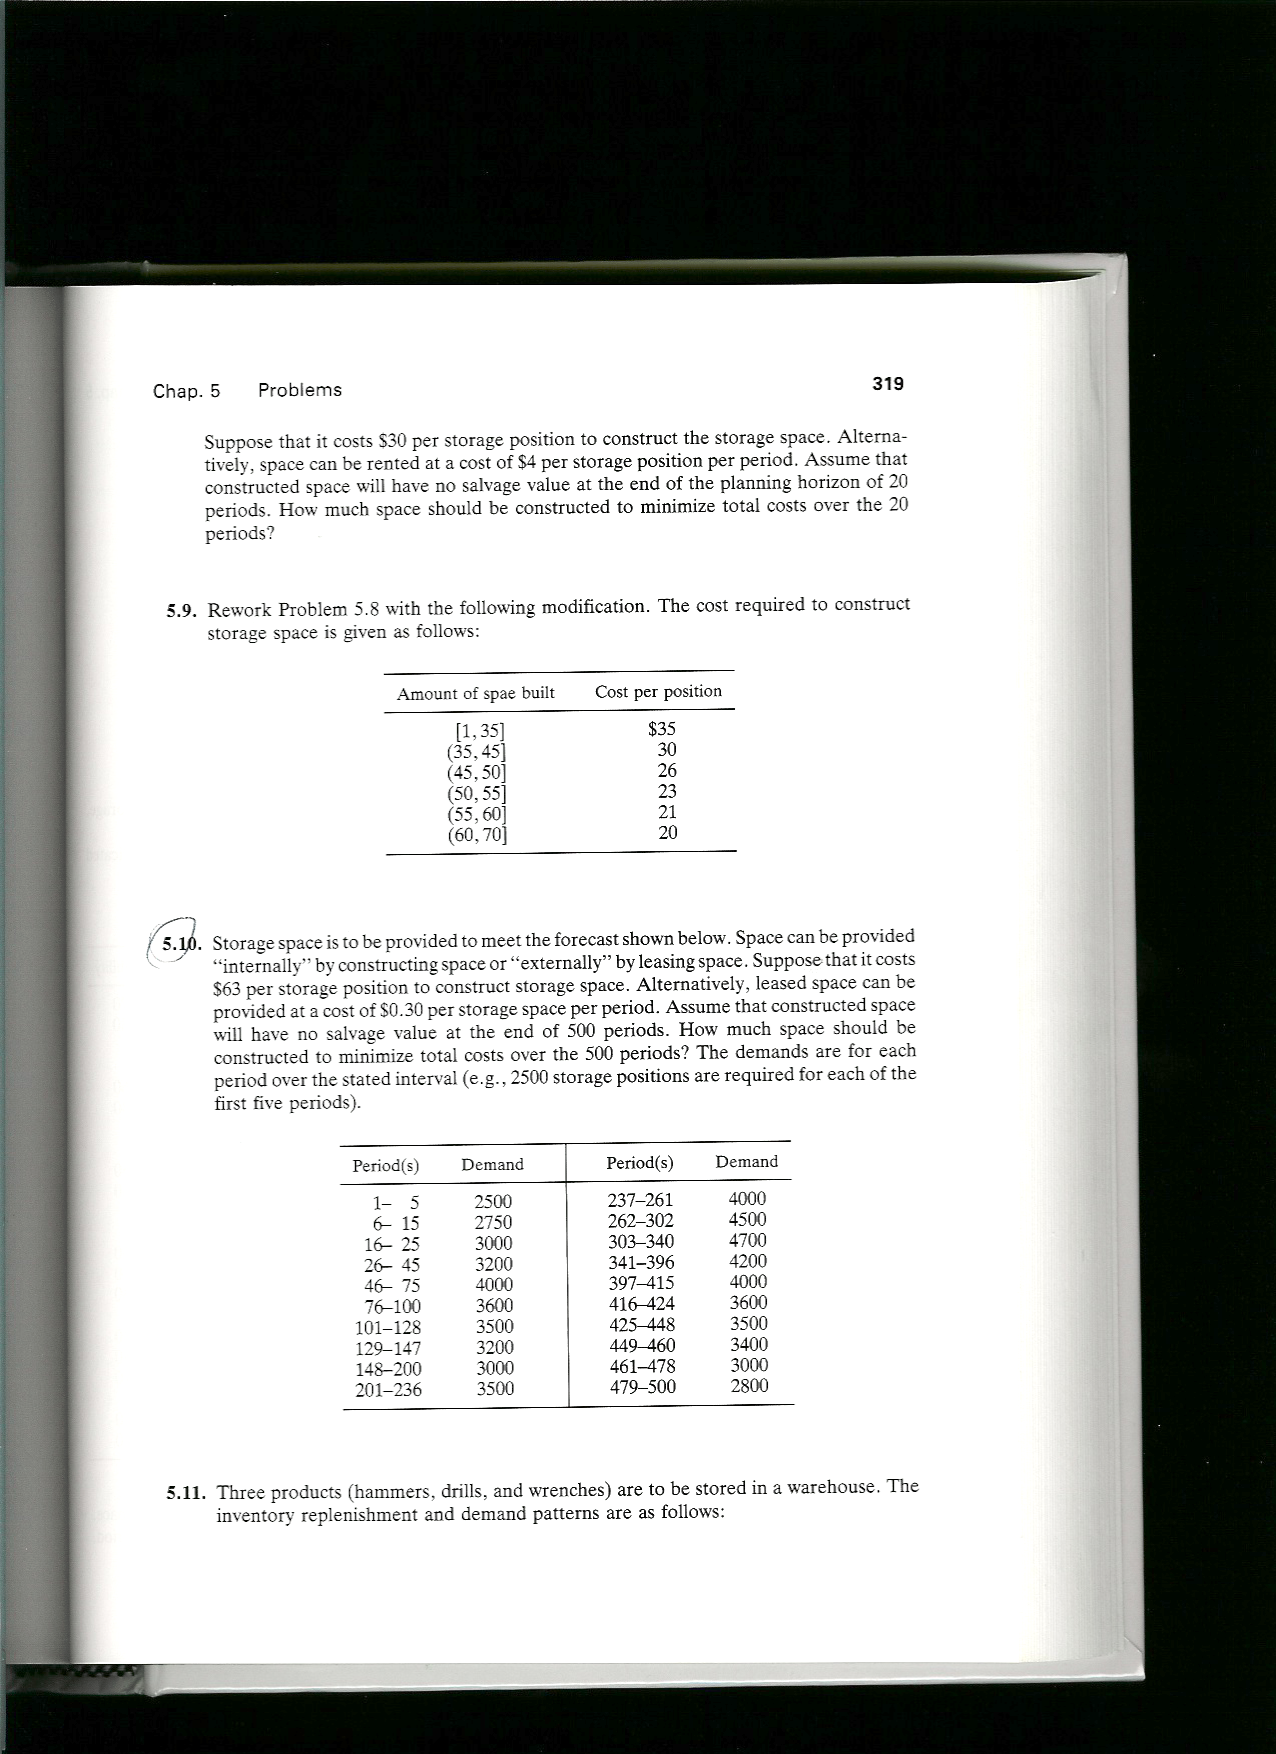 Chap. 5 Problems 319
Suppose that it costs $30 per storage position to construct the storage space. Alterna-
tively, space can be rented at a cost of $4 per storage position per period. Assume that
constructed space will have no salvage value at the end of the planning horizon of 20
periods. How much space should be constructed to minimize total costs over the 20
periods?
5.9. Rework Problem 5.8 with the following modification. The cost required to construct
storage space is given as follows:
Amount of spae built Cost per position
[1, 35] $35
(35, 45] 30
(45, 50] 26
(50, 55] 23
(55, 60] 21
(60, 70] 20
5.10. Storage space is to be provided to meet the forecast shown below. Space can be provided
"internally" by constructing space or "externally" by leasing space. Suppose that it costs
$63 per storage position to construct storage space. Alternatively, leased space can be
provided at a cost of $0.30 per storage space per period. Assume that constructed space
will have no salvage value at the end of 500 periods. How much space should be
constructed to minimize total costs over the 500 periods? The demands are for each
period over the stated interval (e.g., 2500 storage positions are required for each of the
first five periods).
Period(s) Demand Period(s) Demand
1– 5 2500 237–261 4000
6– 15 2750 262–302 4500
16– 25 3000 303–340 4700
26– 45 3200 341–396 4200
46– 75 4000 397–415 4000
76–100 3600 416–424 3600
101–128 3500 425–448 3500
129–147 3200 449–460 3400
148–200 3000 461–478 3000
201–236 3500 479–500 2800
5.11. Three products (hammers, drills, and wrenches) are to be stored in a warehouse. The
inventory replenishment and demand patterns are as follows: